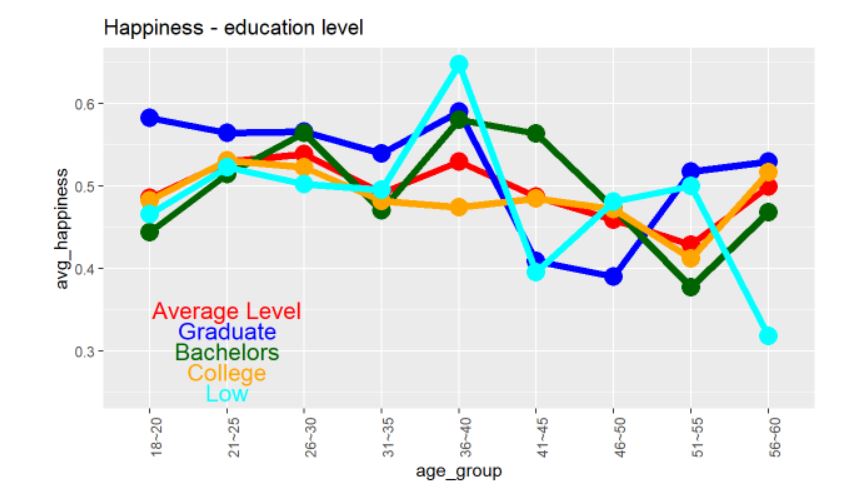 Happiness - education level
avg_happiness
0.6
0.5
0.4
0.3
Average Level
Graduate
Bachelors
College
Low
18~20
21~25
26~30
31~35
36~40
41~45
46~50
51~55
56~60
age_group